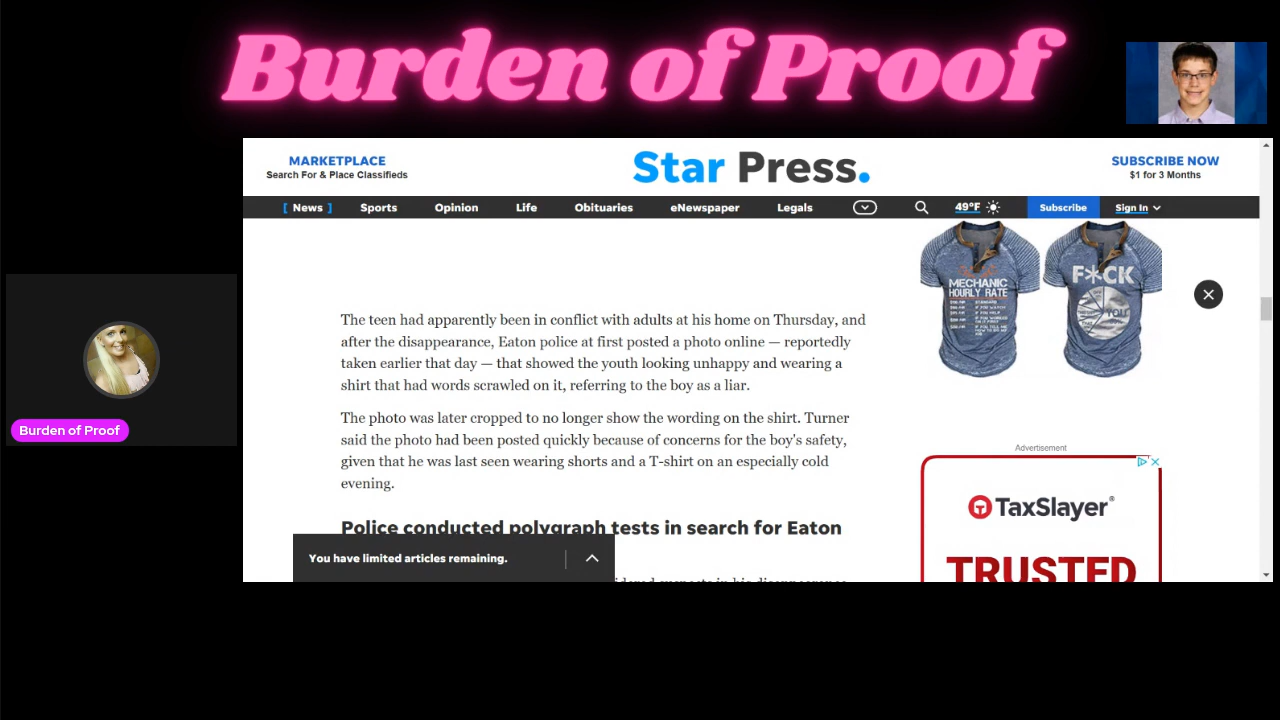 Burden of Proof
MARKETPLACE
Search For & Place Classifieds
Star Press.
SUBSCRIBE NOW
$1 for 3 Months
[ News ] Sports Opinion Life Obituaries eNewspaper Legals 49°F Subscribe Sign In
MECHANIC
HOURLY RATE
F*CK
YOU
The teen had apparently been in conflict with adults at his home on Thursday, and
after the disappearance, Eaton police at first posted a photo online — reportedly
taken earlier that day — that showed the youth looking unhappy and wearing a
shirt that had words scrawled on it, referring to the boy as a liar.
The photo was later cropped to no longer show the wording on the shirt. Turner
said the photo had been posted quickly because of concerns for the boy's safety,
given that he was last seen wearing shorts and a T-shirt on an especially cold
evening.
Police conducted polygraph tests in search for Eaton
You have limited articles remaining.
Advertisement
TaxSlayer®
TRUSTED
Burden of Proof